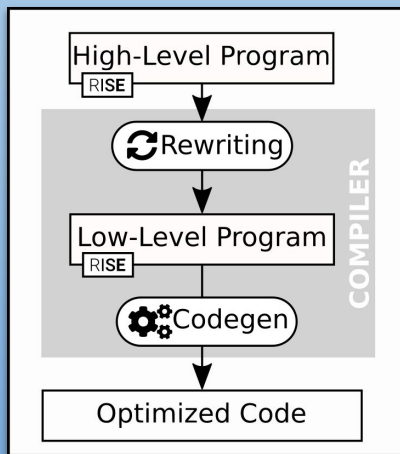 High-Level Program
RISE
Rewriting
Low-Level Program
RISE
COMPILER
Codegen
Optimized Code